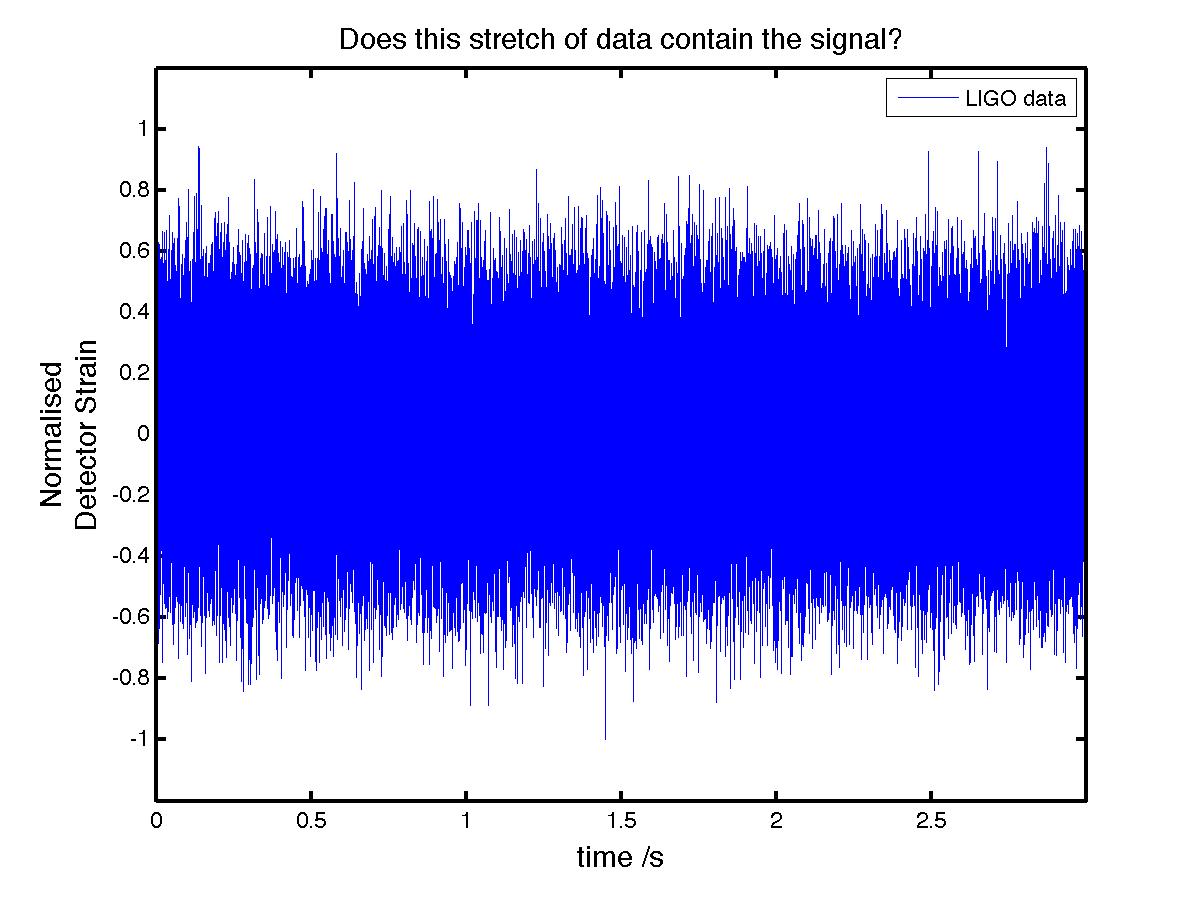 Does this stretch of data contain the signal?
LIGO data
1
0.8
0.6
0.4
0.2
0
-0.2
-0.4
-0.6
-0.8
-1
Normalised
Detector Strain
0 0.5 1 1.5 2 2.5
time /s